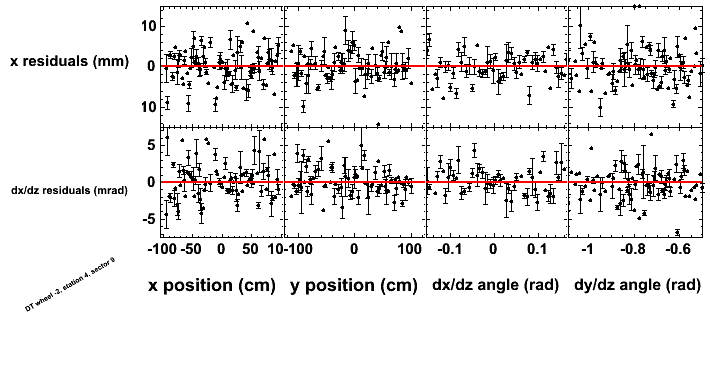 10
x residuals (mm)
0
10
5
dx/dz residuals (mrad)
0
-5
-100 -50 0 50 10-100 0 100 -0.1 0 0.1 -1 -0.8 -0.6
x position (cm) y position (cm) dx/dz angle (rad) dy/dz angle (rad)
DT wheel -2, station 4, sector 9